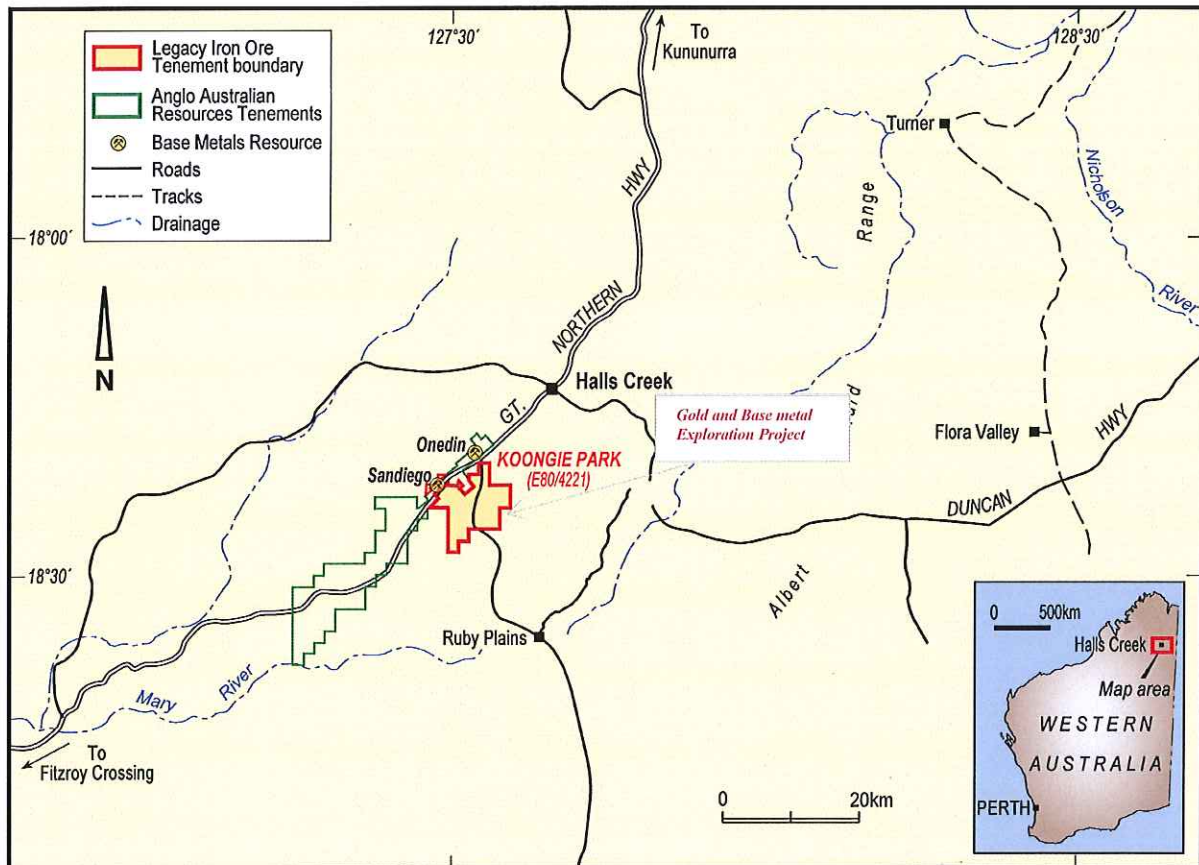 127°30'
128°30'
Legacy Iron Ore
Tenement boundary
Anglo Australian
Resources Tenements
Base Metals Resource
Roads
Tracks
Drainage
To
Kununurra
Turner
Nicholson
River
HWY
Range
18°00'
N
NORTHERN
GT.
Halls Creek
Gold and Base metal
Exploration Project
Onedin
Sandiego
KOONGIE PARK
(E80/4221)
Flora Valley
HWY
DUNCAN
Albert
18°30'
Ruby Plains
Mary
River
To
Fitzroy Crossing
0 20km
0 500km
Halls Creek
Map area
WESTERN
AUSTRALIA
PERTH